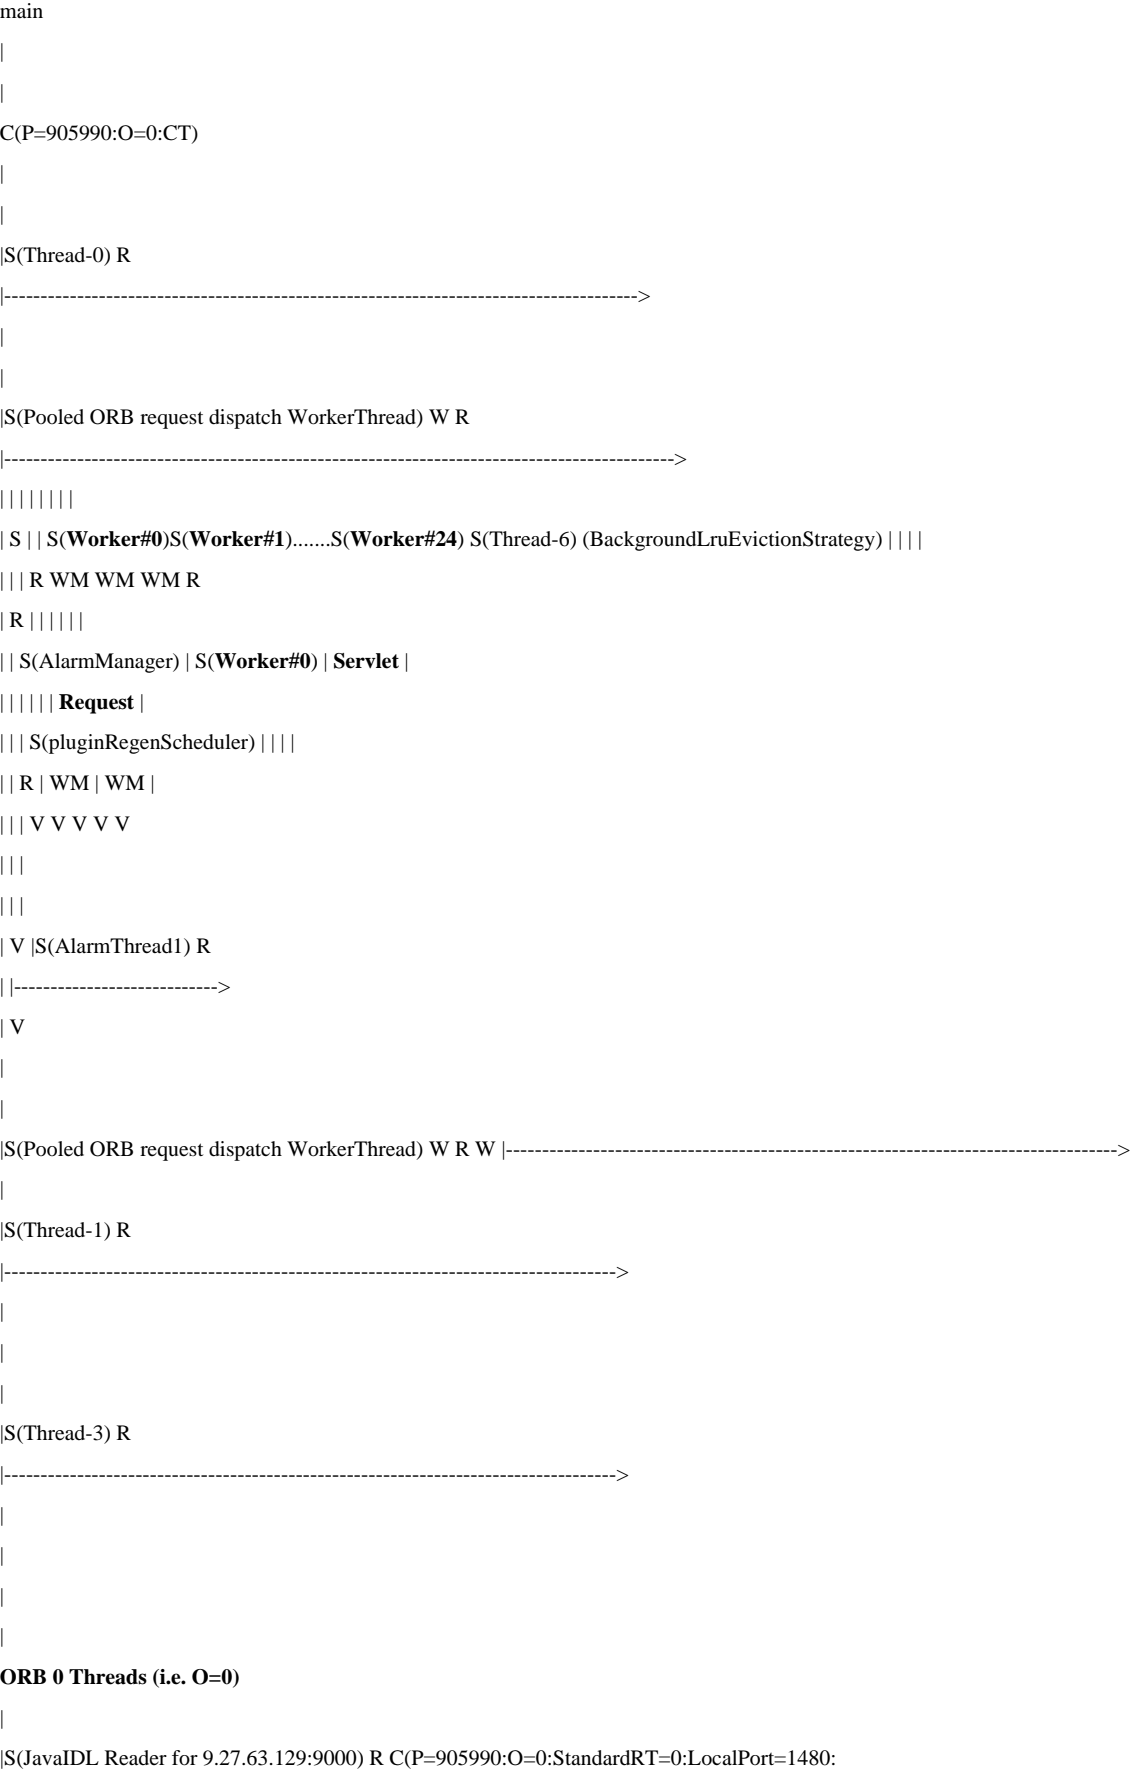 main
|
|
C(P=905990:O=0:CT)
|
|
|S(Thread-0) R
|--------------------------------------------------------------------------------------->
|
|
|S(Pooled ORB request dispatch WorkerThread) W R
|-------------------------------------------------------------------------------------------->
| | | | | | | |
| S | | S(Worker#0)S(Worker#1).......S(Worker#24) S(Thread-6) (BackgroundLruEvictionStrategy) | | | |
| | | R WM WM WM R
| R | | | | | |
| | S(AlarmManager) | S(Worker#0) | Servlet |
| | | | | | Request |
| | | S(pluginRegenScheduler) | | | |
| | R | WM | WM |
| | | V V V V V
| | |
| | |
| V |S(AlarmThread1) R
| |---------------------------->
| V
|
|
|S(Pooled ORB request dispatch WorkerThread) W R W |------------------------------------------------------------------------------------>
|
|S(Thread-1) R
|------------------------------------------------------------------------------------>
|
|
|
|S(Thread-3) R
|------------------------------------------------------------------------------------>
|
|
|
|
ORB 0 Threads (i.e. O=0)
|
|S(JavaIDL Reader for 9.27.63.129:9000) R C(P=905990:O=0:StandardRT=0:LocalPort=1480: